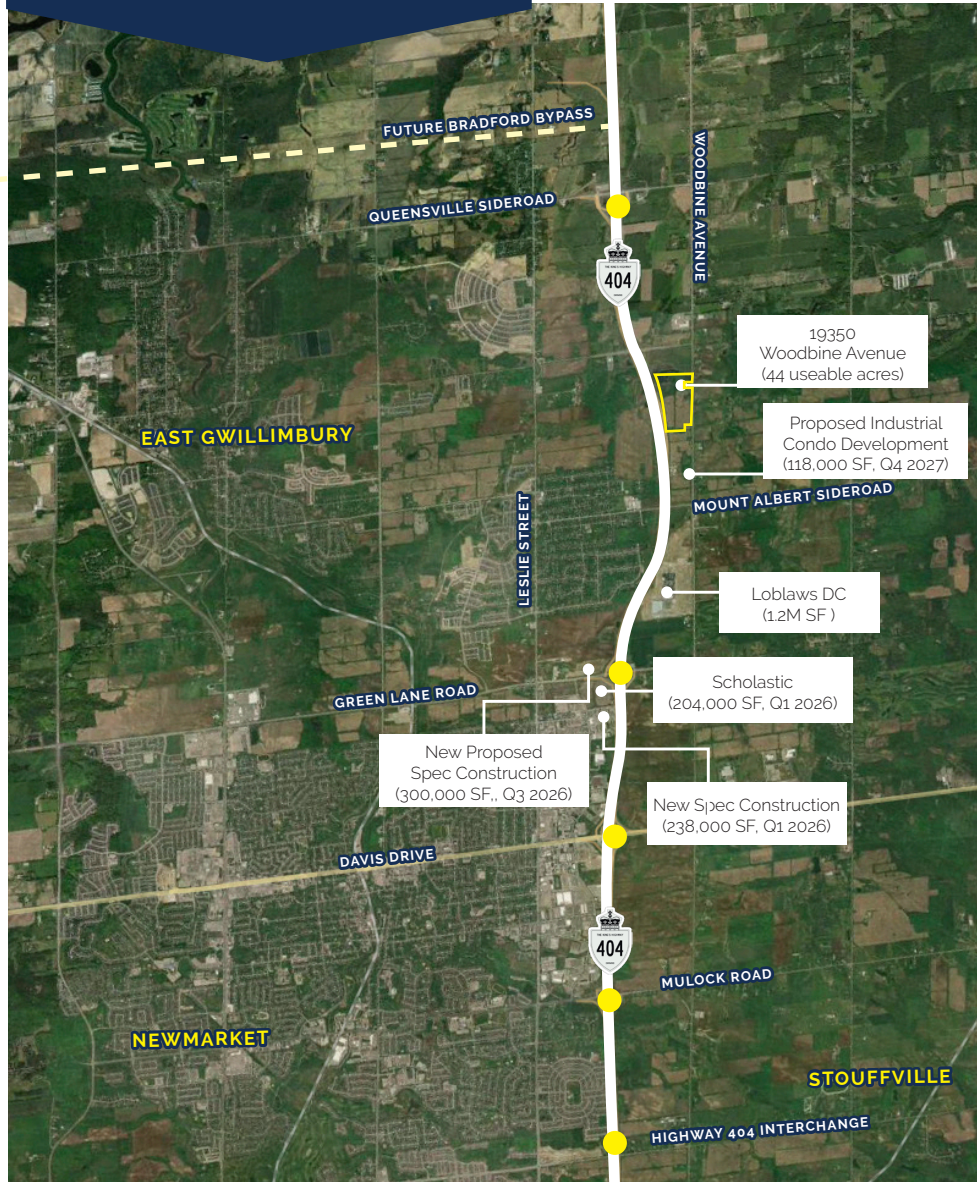 FUTURE BRADFORD BYPASS
WOODBINE AVENUE
QUEENSVILLE SIDEROAD
404
19350
Woodbine Avenue
(44 useable acres)
Proposed Industrial
Condo Development
(118,000 SF, Q4 2027)
EAST GWILLIMBURY
MOUNT ALBERT SIDEROAD
LESLIE STREET
Loblaws DC
(1.2M SF )
Scholastic
(204,000 SF, Q1 2026)
GREEN LANE ROAD
New Proposed
Spec Construction
(300,000 SF,, Q3 2026)
New Spec Construction
(238,000 SF, Q1 2026)
DAVIS DRIVE
404
MULOCK ROAD
NEWMARKET
STOUFFVILLE
HIGHWAY 404 INTERCHANGE